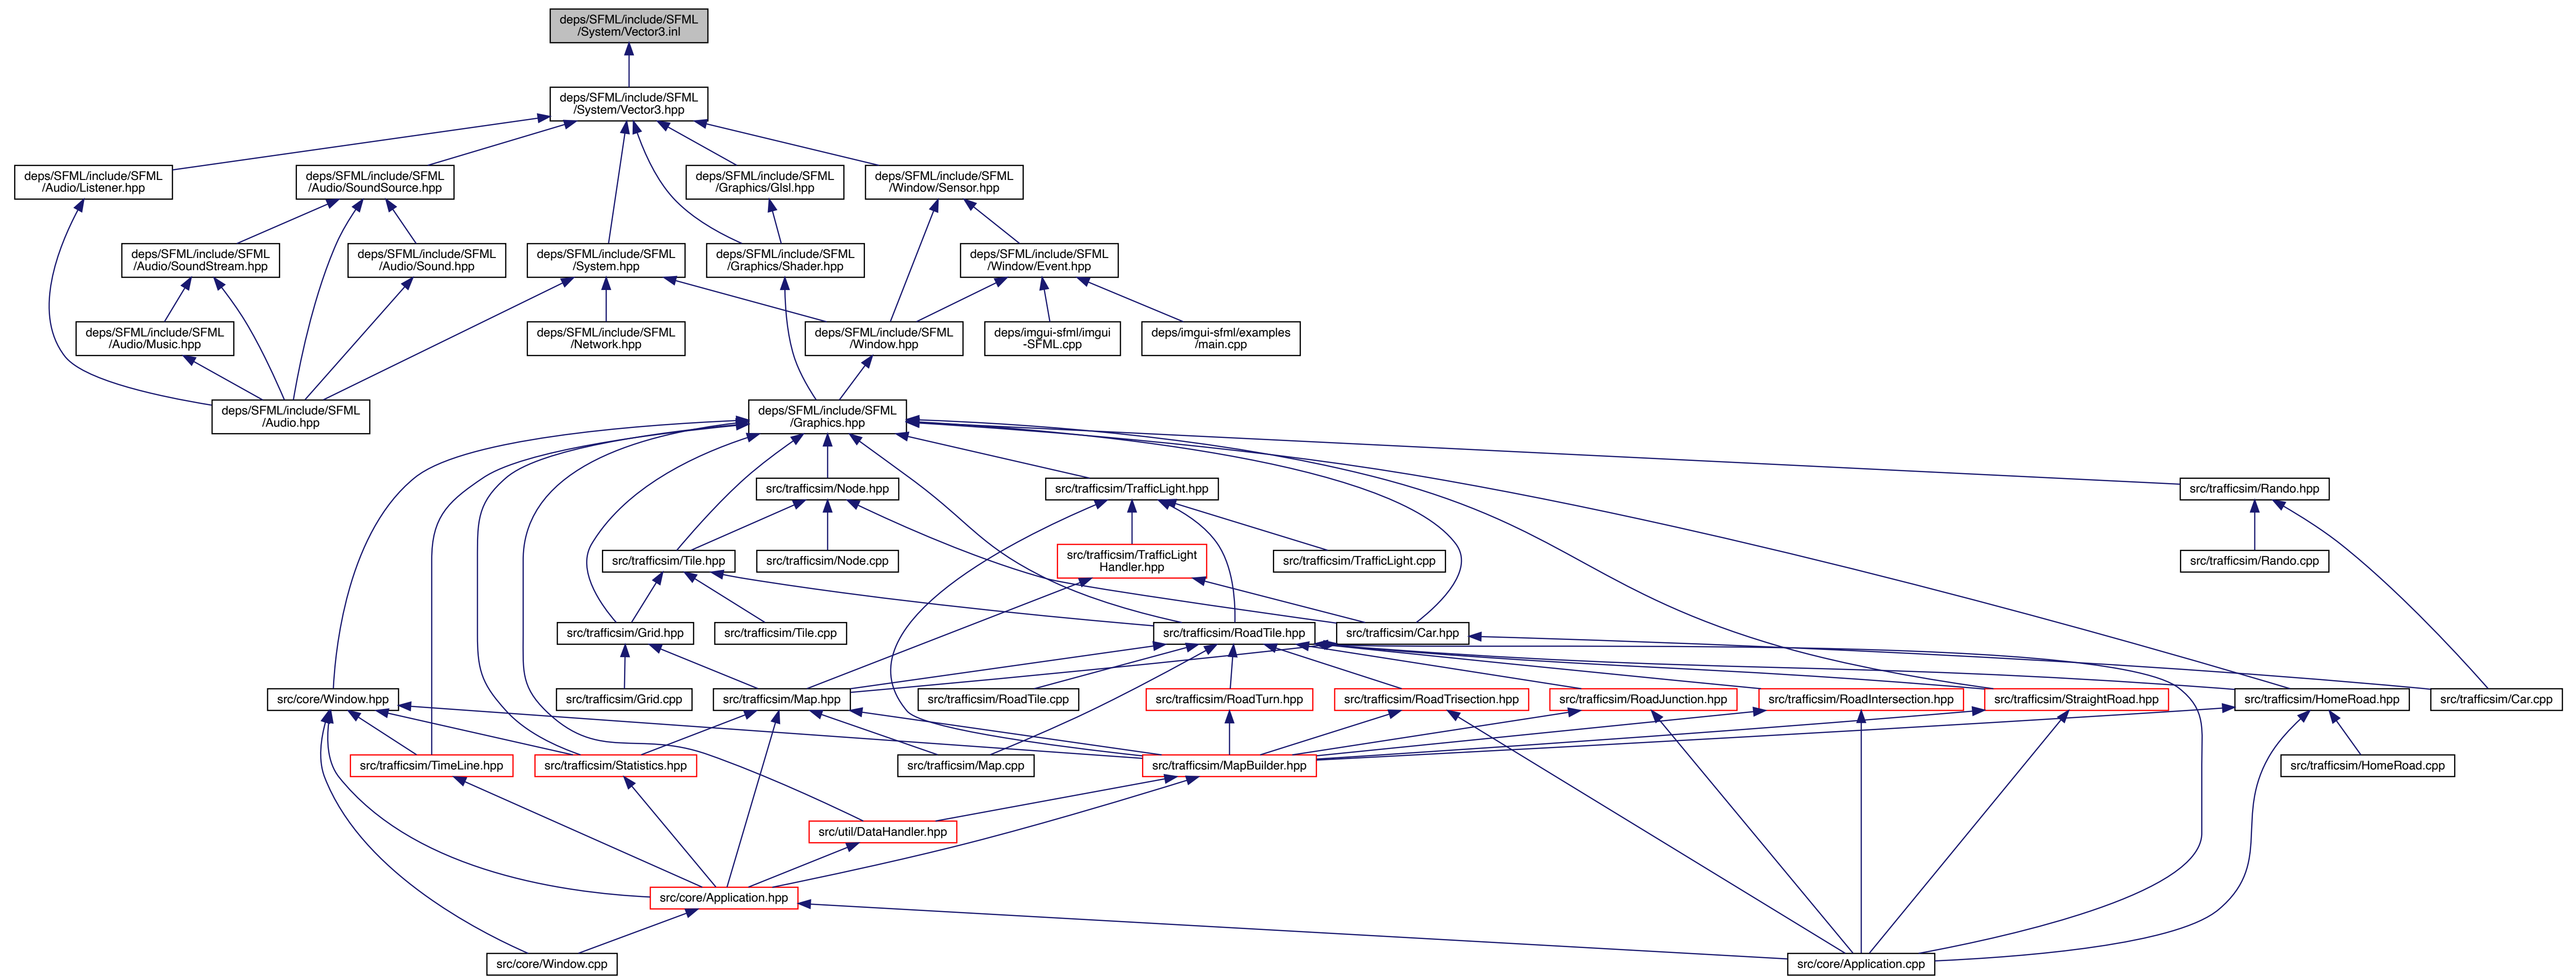 deps/SFML/include/SFML
/System/Vector3.inl
deps/SFML/include/SFML
/System/Vector3.hpp
deps/SFML/include/SFML
/Audio/Listener.hpp
deps/SFML/include/SFML
/Audio/SoundSource.hpp
deps/SFML/include/SFML
/Graphics/Glsl.hpp
deps/SFML/include/SFML
/Window/Sensor.hpp
deps/SFML/include/SFML
/Audio/SoundStream.hpp
deps/SFML/include/SFML
/Audio/Sound.hpp
deps/SFML/include/SFML
/System.hpp
deps/SFML/include/SFML
/Graphics/Shader.hpp
deps/SFML/include/SFML
/Window/Event.hpp
deps/SFML/include/SFML
/Audio/Music.hpp
deps/SFML/include/SFML
/Network.hpp
deps/SFML/include/SFML
/Window.hpp
deps/imgui-sfml/imgui
-SFML.cpp
deps/imgui-sfml/examples
/main.cpp
deps/SFML/include/SFML
/Audio.hpp
deps/SFML/include/SFML
/Graphics.hpp
src/trafficsim/Node.hpp
src/trafficsim/TrafficLight.hpp
src/trafficsim/Rando.hpp
src/trafficsim/Tile.hpp
src/trafficsim/Node.cpp
src/trafficsim/TrafficLight
Handler.hpp
src/trafficsim/TrafficLight.cpp
src/trafficsim/Rando.cpp
src/trafficsim/Grid.hpp
src/trafficsim/Tile.cpp
src/trafficsim/RoadTile.hpp
src/trafficsim/Car.hpp
src/core/Window.hpp
src/trafficsim/Grid.cpp
src/trafficsim/Map.hpp
src/trafficsim/RoadTile.cpp
src/trafficsim/RoadTurn.hpp
src/trafficsim/RoadTrisection.hpp
src/trafficsim/RoadJunction.hpp
src/trafficsim/RoadIntersection.hpp
src/trafficsim/StraightRoad.hpp
src/trafficsim/HomeRoad.hpp
src/trafficsim/Car.cpp
src/trafficsim/TimeLine.hpp
src/trafficsim/Statistics.hpp
src/trafficsim/Map.cpp
src/trafficsim/MapBuilder.hpp
src/trafficsim/HomeRoad.cpp
src/util/DataHandler.hpp
src/core/Application.hpp
src/core/Window.cpp
src/core/Application.cpp